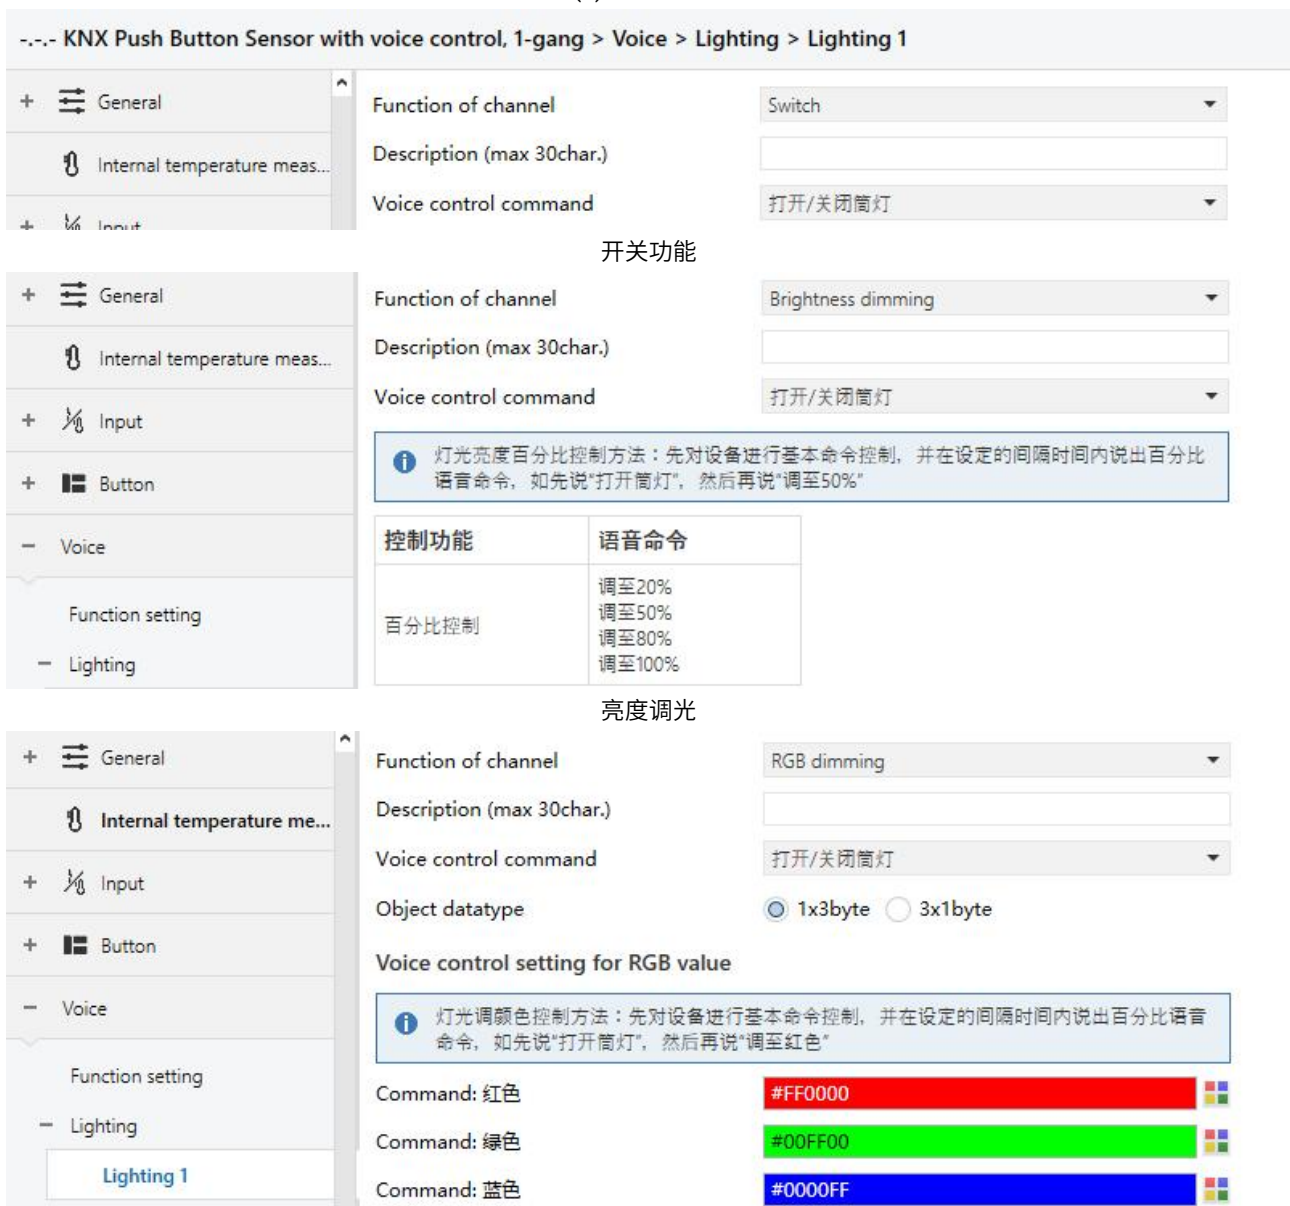 -.-.- KNX Push Button Sensor with voice control, 1-gang > Voice > Lighting > Lighting 1
+ General
Internal temperature meas...
+ Input
Function of channel
Switch
Description (max 30char.)
Voice control command
打开/关闭筒灯
开关功能
+ General
Internal temperature meas...
+ Input
+ Button
− Voice
Function setting
− Lighting
Function of channel
Brightness dimming
Description (max 30char.)
Voice control command
打开/关闭筒灯
灯光亮度百分比控制方法：先对设备进行基本命令控制，并在设定的间隔时间内说出百分比
语音命令，如先说“打开筒灯”，然后再说“调至50%”
控制功能
语音命令
百分比控制
调至20%
调至50%
调至80%
调至100%
亮度调光
+ General
Internal temperature me...
+ Input
+ Button
− Voice
Function setting
− Lighting
Lighting 1
Function of channel
RGB dimming
Description (max 30char.)
Voice control command
打开/关闭筒灯
Object datatype
1x3byte 3x1byte
Voice control setting for RGB value
灯光调颜色控制方法：先对设备进行基本命令控制，并在设定的间隔时间内说出百分比语音
命令，如先说“打开筒灯”，然后再说“调至红色”
Command: 红色
#FF0000
Command: 绿色
#00FF00
Command: 蓝色
#0000FF